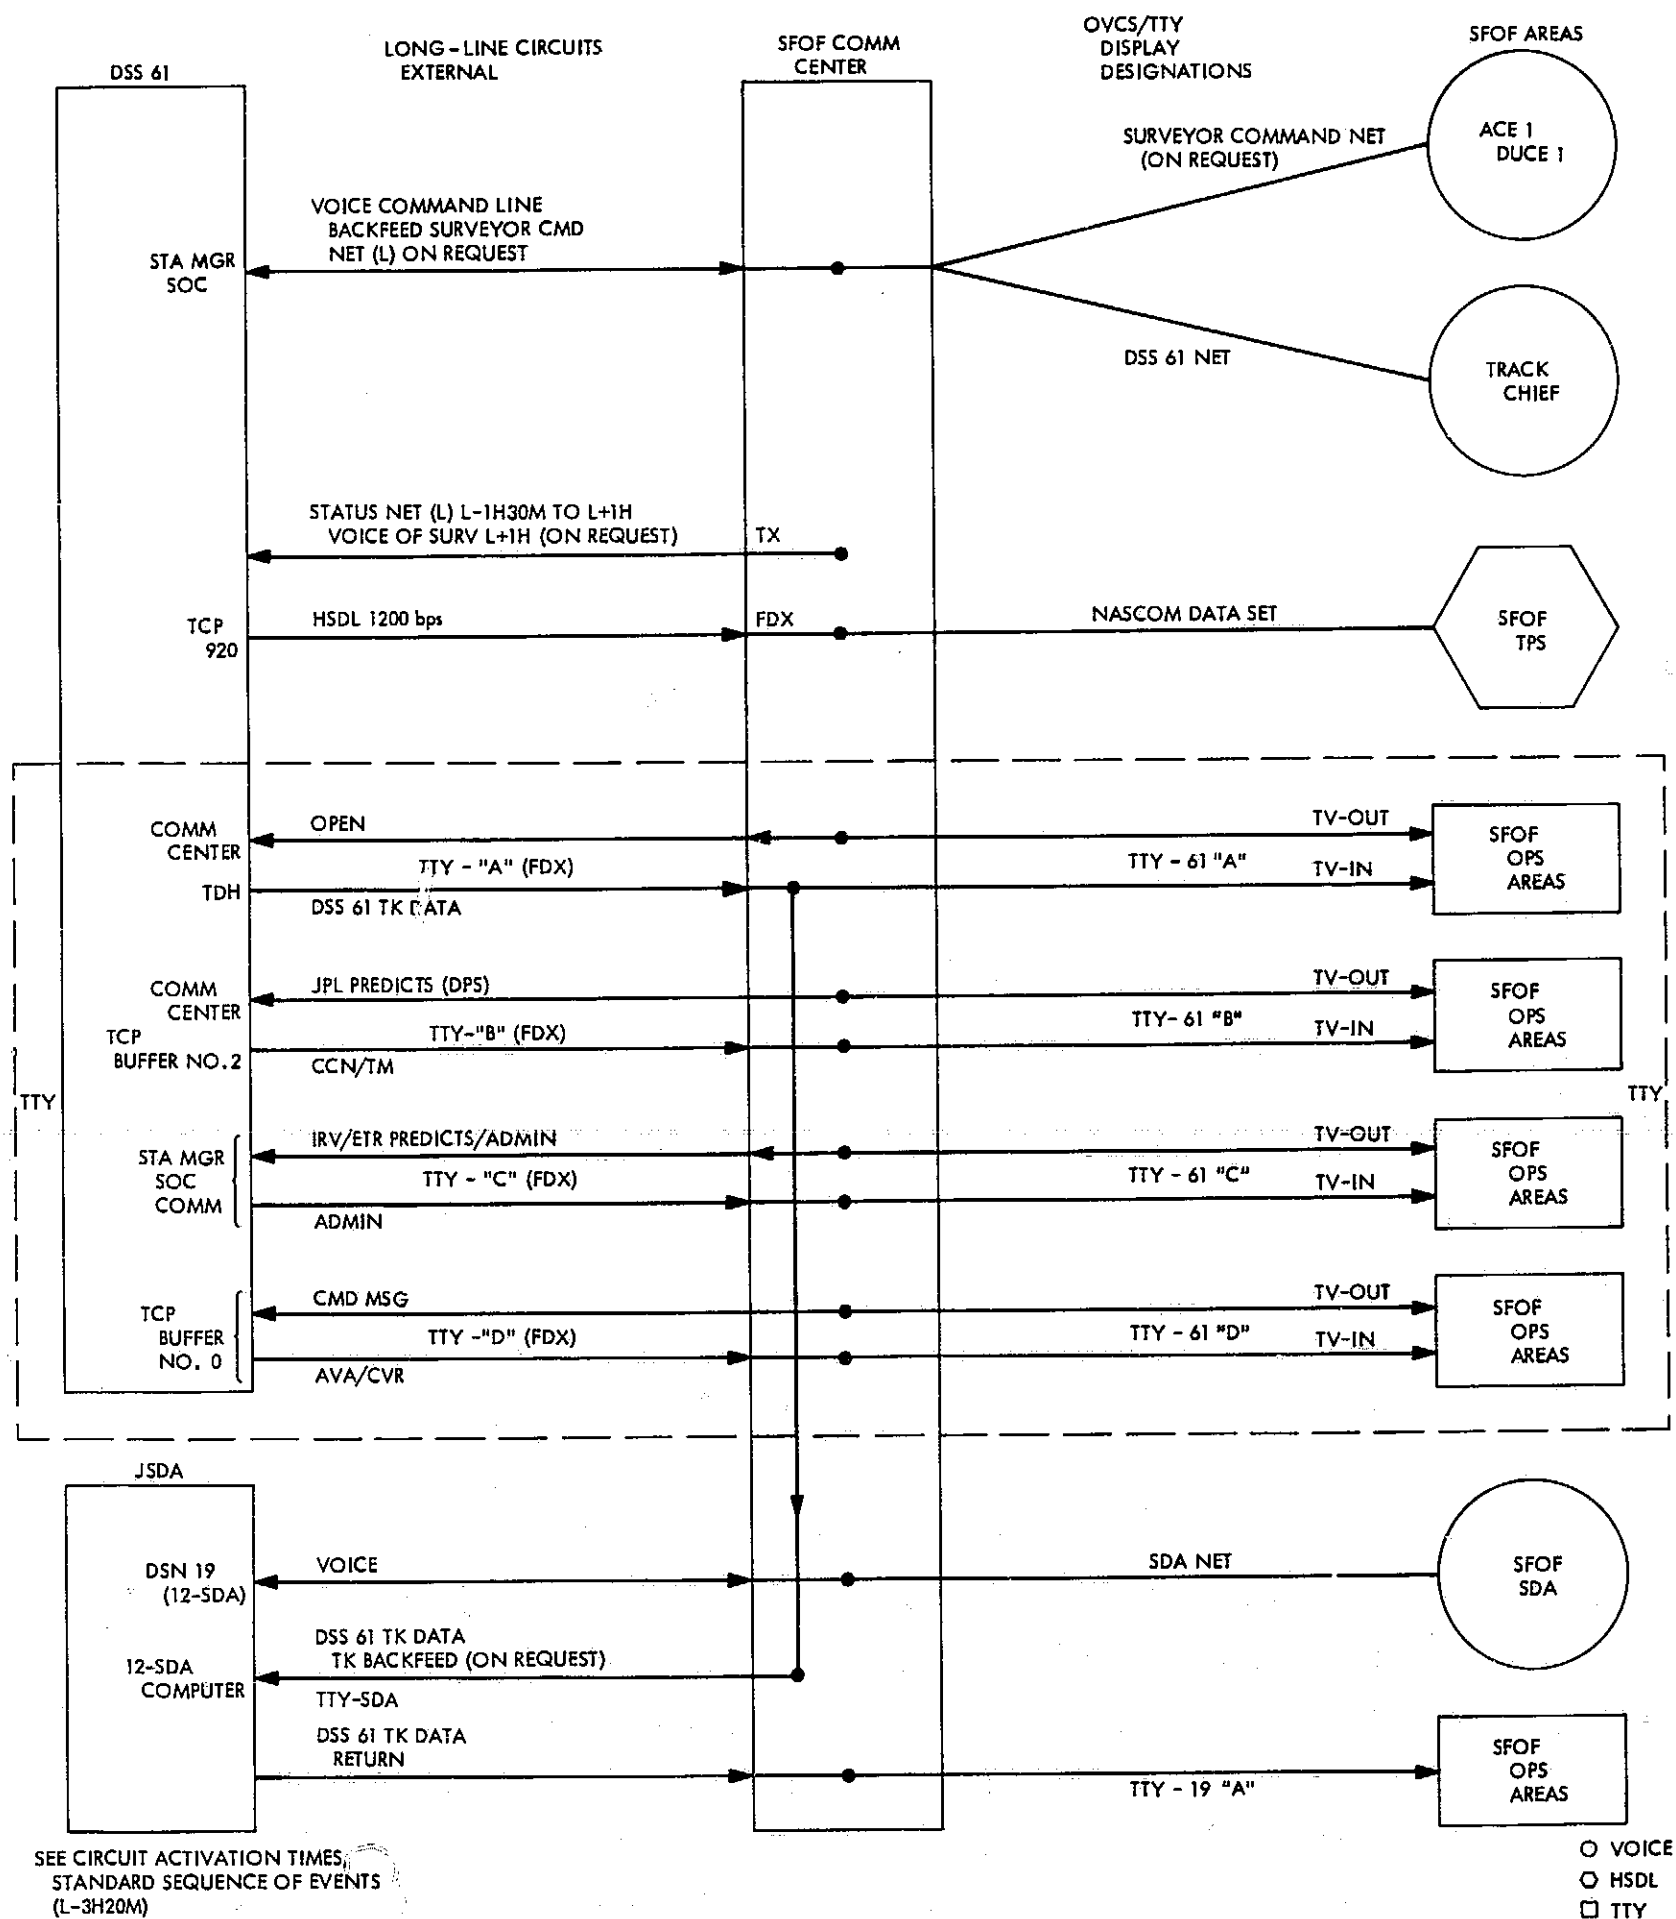 DSS 61
LONG-LINE CIRCUITS
EXTERNAL
SFOF COMM
CENTER
OVCS/TTY
DISPLAY
DESIGNATIONS
SFOF AREAS
SURVEYOR COMMAND NET
(ON REQUEST)
ACE 1
DUCE 1
VOICE COMMAND LINE
BACKFEED SURVEYOR CMD
NET (L) ON REQUEST
STA MGR
SOC
DSS 61 NET
TRACK
CHIEF
STATUS NET (L) L-1H30M TO L+1H
VOICE OF SURV L+1H (ON REQUEST)
TX
TCP
920
HSDL 1200 bps
FDX
NASCOM DATA SET
SFOF
TPS
COMM
CENTER
OPEN
TV-OUT
TTY - "A" (FDX)
TTY - 61 "A"
TV-IN
SFOF
OPS
AREAS
TDH
DSS 61 TK DATA
COMM
CENTER
JPL PREDICTS (DPS)
TV-OUT
TCP
BUFFER NO. 2
TTY-"B" (FDX)
TTY- 61 "B"
TV-IN
SFOF
OPS
AREAS
CCN/TM
TTY
TTY
STA MGR
SOC
COMM
IRV/ETR PREDICTS/ADMIN
TV-OUT
TTY - "C" (FDX)
TTY - 61 "C"
TV-IN
SFOF
OPS
AREAS
ADMIN
TCP
BUFFER
NO. 0
CMD MSG
TV-OUT
TTY -"D" (FDX)
TTY - 61 "D"
TV-IN
SFOF
OPS
AREAS
AVA/CVR
JSDA
DSN 19
(12-SDA)
VOICE
SDA NET
SFOF
SDA
12-SDA
COMPUTER
DSS 61 TK DATA
TK BACKFEED (ON REQUEST)
TTY-SDA
DSS 61 TK DATA
RETURN
TTY - 19 "A"
SFOF
OPS
AREAS
SEE CIRCUIT ACTIVATION TIMES,
STANDARD SEQUENCE OF EVENTS
(L-3H20M)
VOICE
HSDL
TTY